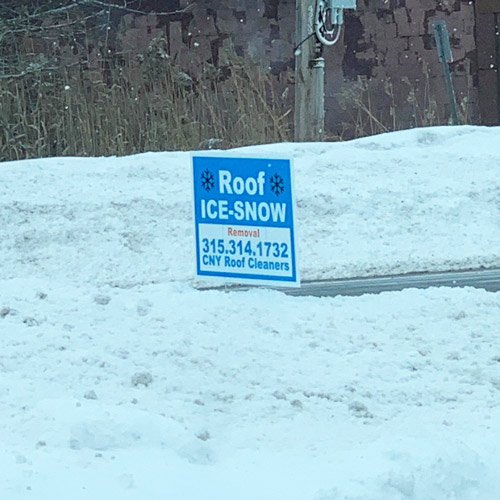 Roof
ICE-SNOW
Removal
315.314.1732
CNY Roof Cleaners